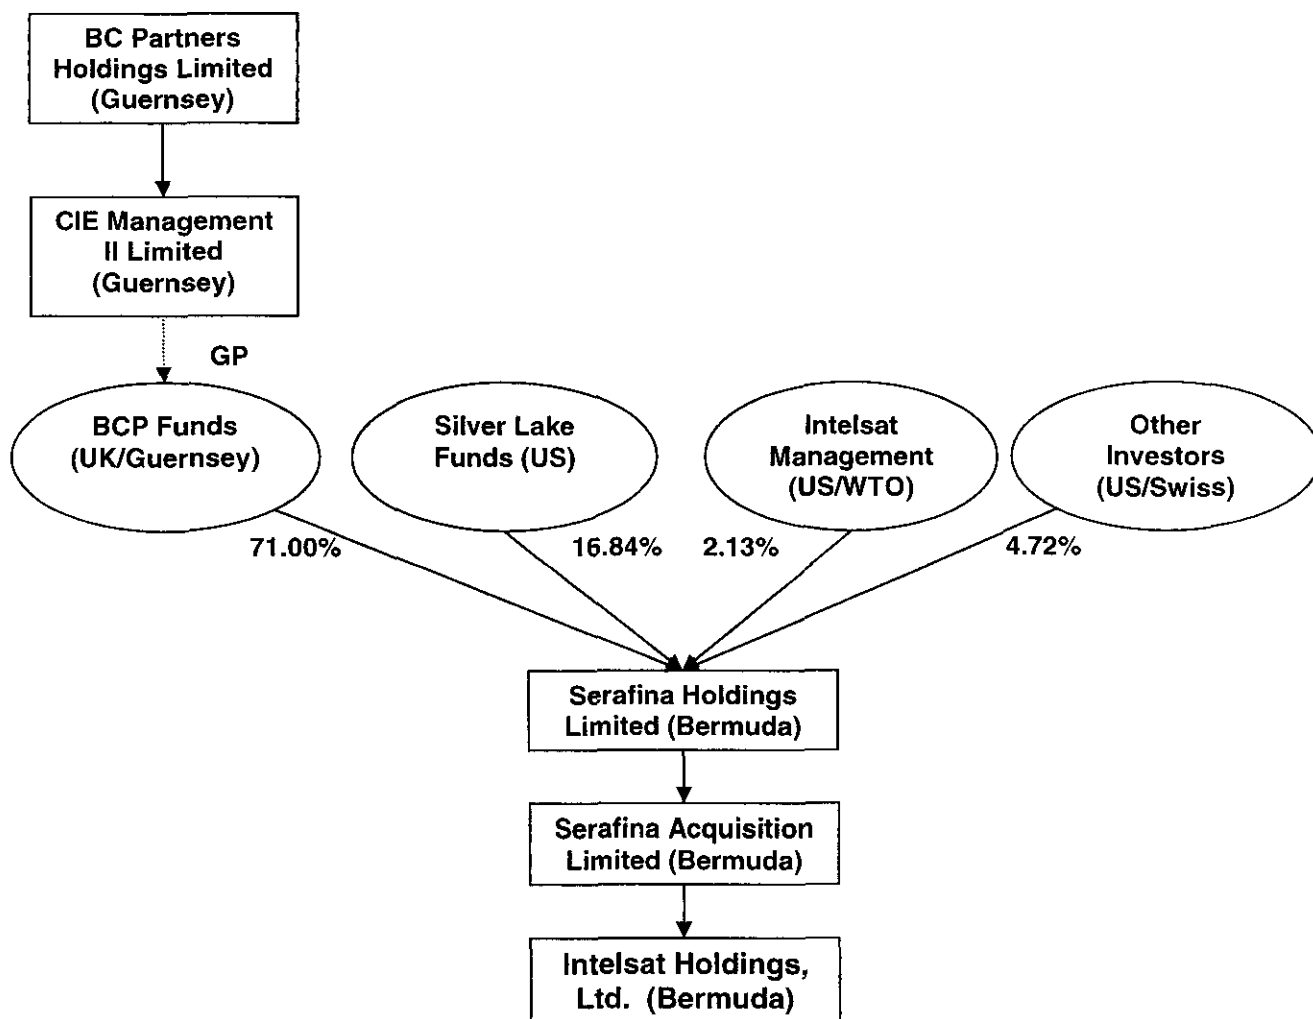 BC Partners
Holdings Limited
(Guernsey)
CIE Management
II Limited
(Guernsey)
GP
BCP Funds
(UK/Guernsey)
Silver Lake
Funds (US)
Intelsat
Management
(US/WTO)
Other
Investors
(US/Swiss)
71.00%
16.84%
2.13%
4.72%
Serafina Holdings
Limited (Bermuda)
Serafina Acquisition
Limited (Bermuda)
Intelsat Holdings,
Ltd. (Bermuda)